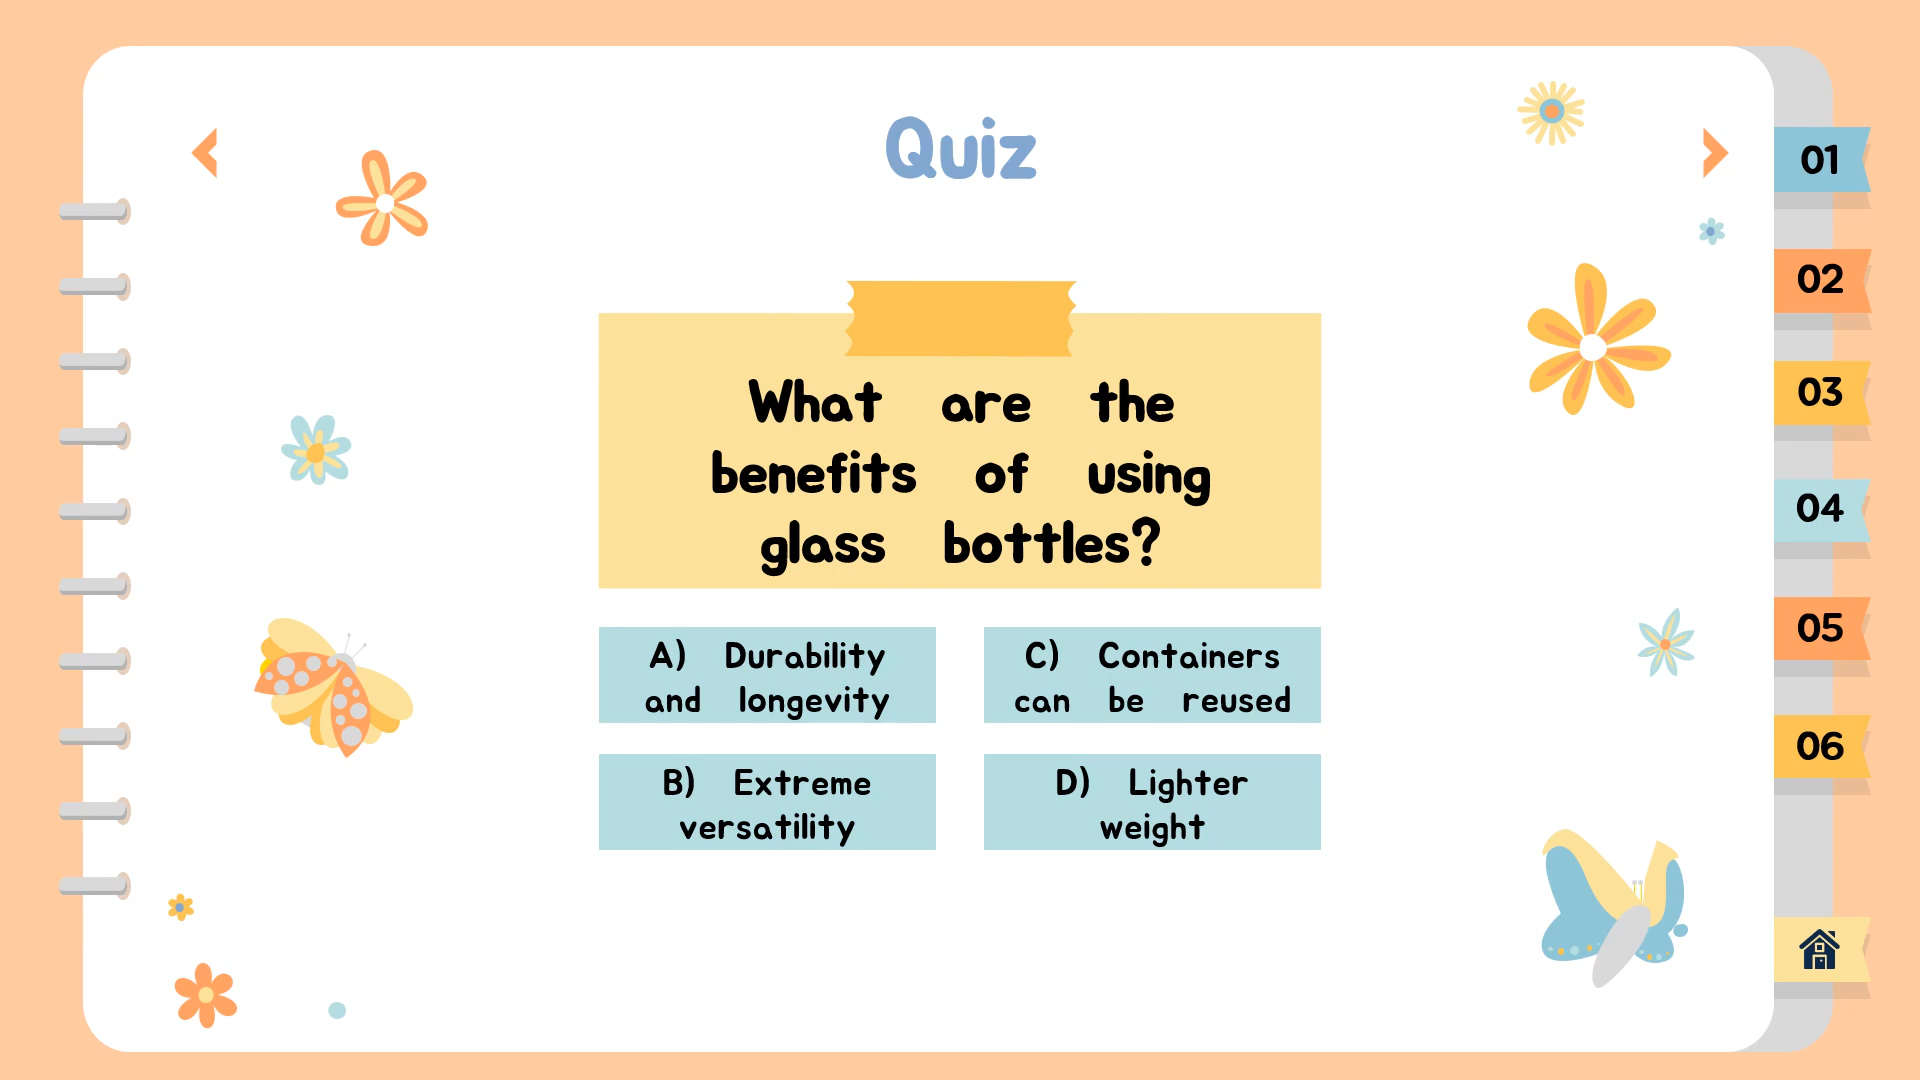 Quiz
What are the
benefits of using
glass bottles?
A) Durability
and longevity
C) Containers
can be reused
B) Extreme
versatility
D) Lighter
weight
01
02
03
04
05
06